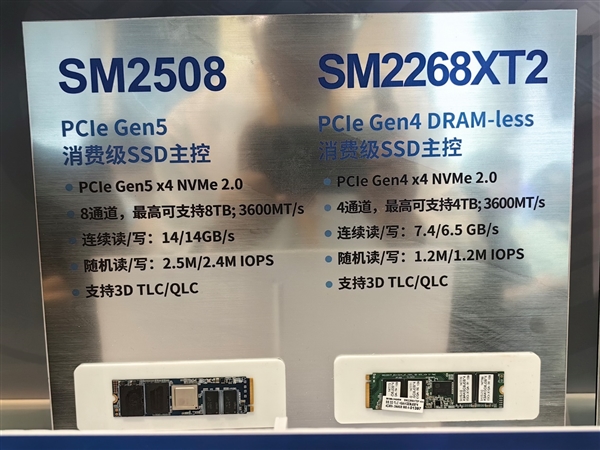 SM2508
PCIe Gen5
消费级SSD主控
PCIe Gen5 x4 NVMe 2.0
8通道，最高可支持8TB; 3600MT/s
连续读/写：14/14GB/s
随机读/写：2.5M/2.4M IOPS
支持3D TLC/QLC
SM2268XT2
PCIe Gen4 DRAM-less
消费级SSD主控
PCIe Gen4 x4 NVMe 2.0
4通道，最高可支持4TB; 3600MT/s
连续读/写：7.4/6.5 GB/s
随机读/写：1.2M/1.2M IOPS
支持3D TLC/QLC